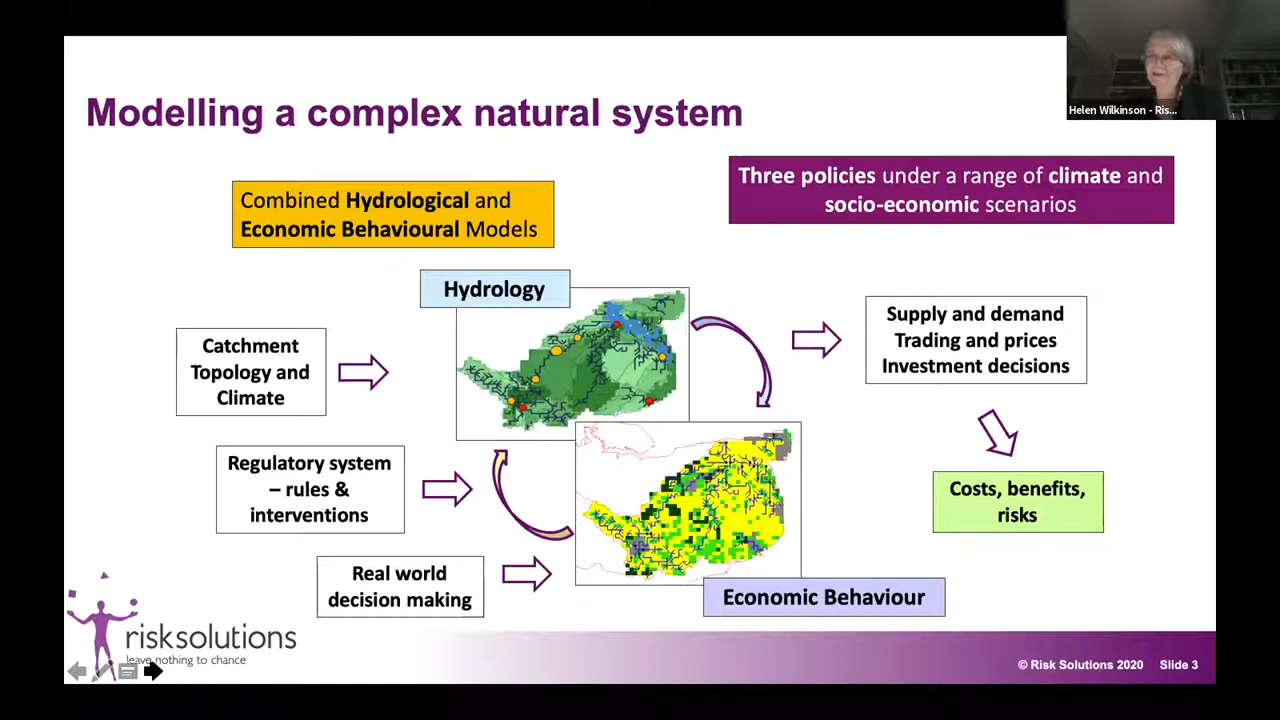 Helen Wilkinson - Ris...
Modelling a complex natural system
Combined Hydrological and
Economic Behavioural Models
Three policies under a range of climate and
socio-economic scenarios
Hydrology
Catchment
Topology and
Climate
Supply and demand
Trading and prices
Investment decisions
Regulatory system
– rules &
interventions
Costs, benefits,
risks
Real world
decision making
Economic Behaviour
risksolutions
leave nothing to chance
© Risk Solutions 2020
Slide 3